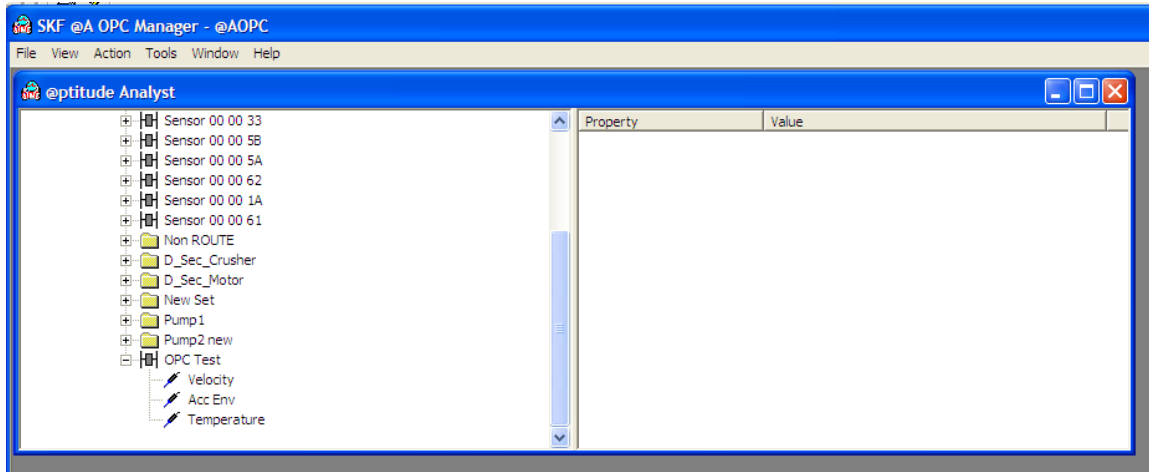 SKF @A OPC Manager - @AOPC
File View Action Tools Window Help
@ptitude Analyst
Property Value
Sensor 00 00 33
Sensor 00 00 5B
Sensor 00 00 5A
Sensor 00 00 62
Sensor 00 00 1A
Sensor 00 00 61
Non ROUTE
D_Sec_Crusher
D_Sec_Motor
New Set
Pump1
Pump2 new
OPC Test
Velocity
Acc Env
Temperature